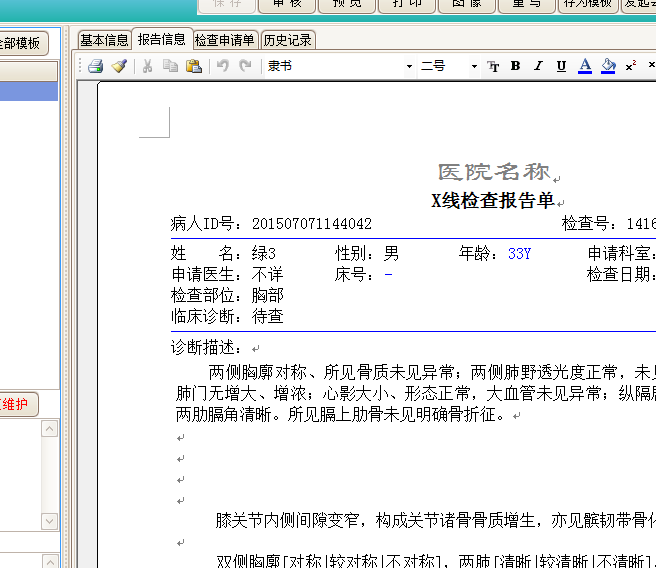 保存 审核 预览 打印 图像 重写 存为模板
全部模板
基本信息 报告信息 检查申请单 历史记录
隶书 二号 B I U A x²
医院名称
X线检查报告单
病人ID号: 201507071144042 检查号: 1416
姓 名: 绿3 性别: 男 年龄: 33Y 申请科室:
申请医生: 不详 床号: - 检查日期:
检查部位: 胸部
临床诊断: 待查
诊断描述:
两侧胸廓对称、所见骨质未见异常；两侧肺野透光度正常，未见
肺门无增大、增浓；心影大小、形态正常，大血管未见异常；纵隔居
两肋膈角清晰。所见膈上肋骨未见明确骨折征。
维护
膝关节内侧间隙变窄，构成关节诸骨骨质增生，亦见髌韧带骨化
双侧胸廓[对称|较对称|不对称]，两肺[清晰|较清晰|不清晰]，